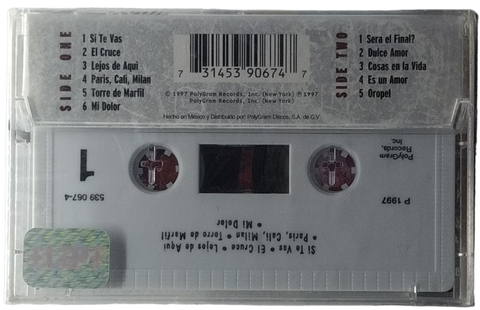 SIDE ONE
1 Si Te Vas
2 El Cruce
3 Lejos de Aqui
4 Paris, Cali, Milan
5 Torre de Marfil
6 Mi Dolor
7 31453 90674 7
SIDE TWO
1 Sera el Final?
2 Dulce Amor
3 Cosas en la Vida
4 Es un Amor
5 Oropel
© 1997 PolyGram Records, Inc. (New York) ℗ 1997
PolyGram Records, Inc. (New York)
Hecho en México y Distribuido por PolyGram Discos, S.A. de C.V.
Si Te Vas • El Cruce • Lejos de Aqui
• Paris, Cali, Milan • Torre de Marfil
• Mi Dolor
P 1997
PolyGram
Records,
Inc.
1
539 067-4